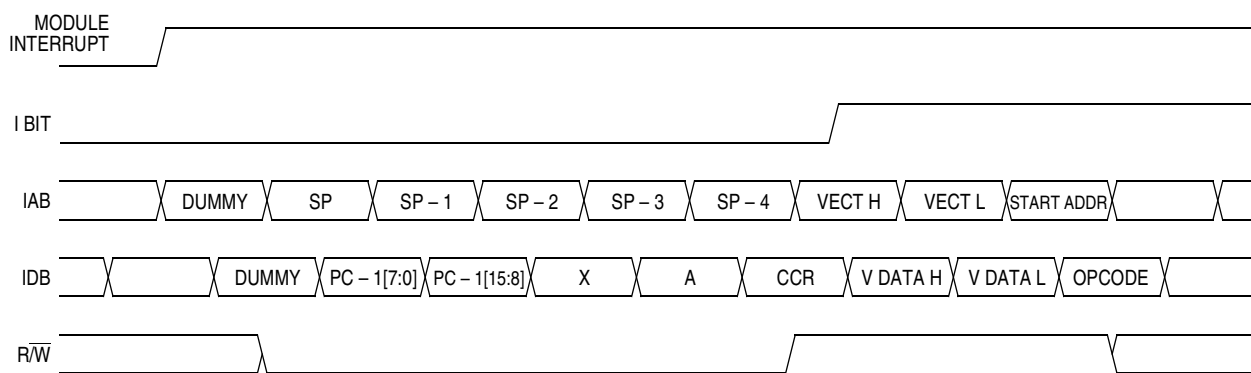 MODULE
INTERRUPT
I BIT
IAB DUMMY SP SP – 1 SP – 2 SP – 3 SP – 4 VECT H VECT L START ADDR
IDB DUMMY PC – 1[7:0] PC – 1[15:8] X A CCR V DATA H V DATA L OPCODE
R/W̅